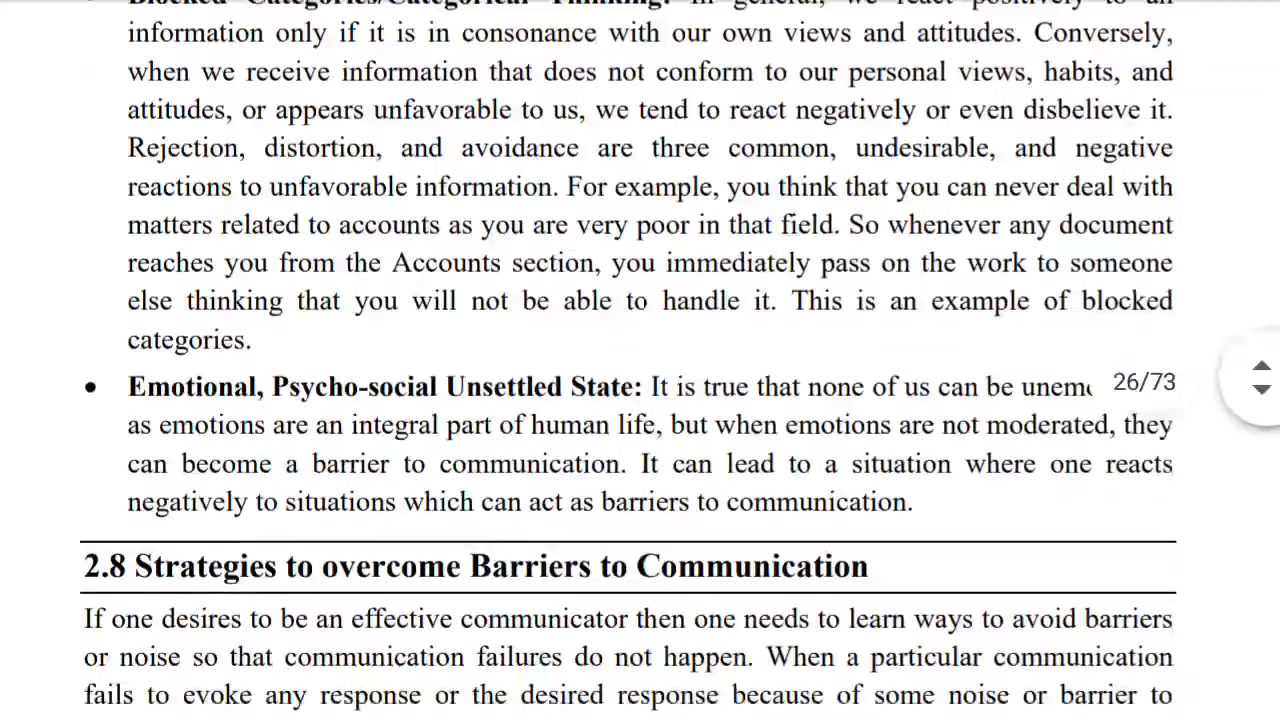 Blocked Categories/Categorical Thinking: In general, we react positively to an
information only if it is in consonance with our own views and attitudes. Conversely,
when we receive information that does not conform to our personal views, habits, and
attitudes, or appears unfavorable to us, we tend to react negatively or even disbelieve it.
Rejection, distortion, and avoidance are three common, undesirable, and negative
reactions to unfavorable information. For example, you think that you can never deal with
matters related to accounts as you are very poor in that field. So whenever any document
reaches you from the Accounts section, you immediately pass on the work to someone
else thinking that you will not be able to handle it. This is an example of blocked
categories.
• Emotional, Psycho-social Unsettled State: It is true that none of us can be 26/73
as emotions are an integral part of human life, but when emotions are not moderated, they
can become a barrier to communication. It can lead to a situation where one reacts
negatively to situations which can act as barriers to communication.
2.8 Strategies to overcome Barriers to Communication
If one desires to be an effective communicator then one needs to learn ways to avoid barriers
or noise so that communication failures do not happen. When a particular communication
fails to evoke any response or the desired response because of some noise or barrier to